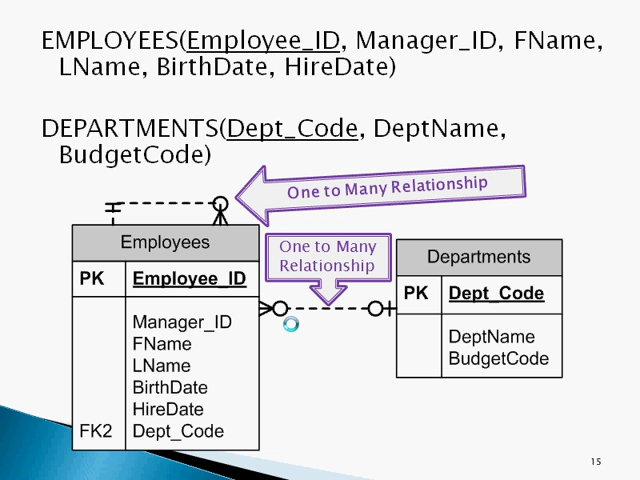 EMPLOYEES(Employee_ID, Manager_ID, FName,
LName, BirthDate, HireDate)
DEPARTMENTS(Dept_Code, DeptName,
BudgetCode)
One to Many Relationship
Employees
PK Employee_ID
Manager_ID
FName
LName
BirthDate
HireDate
FK2 Dept_Code
One to Many
Relationship
Departments
PK Dept_Code
DeptName
BudgetCode
15